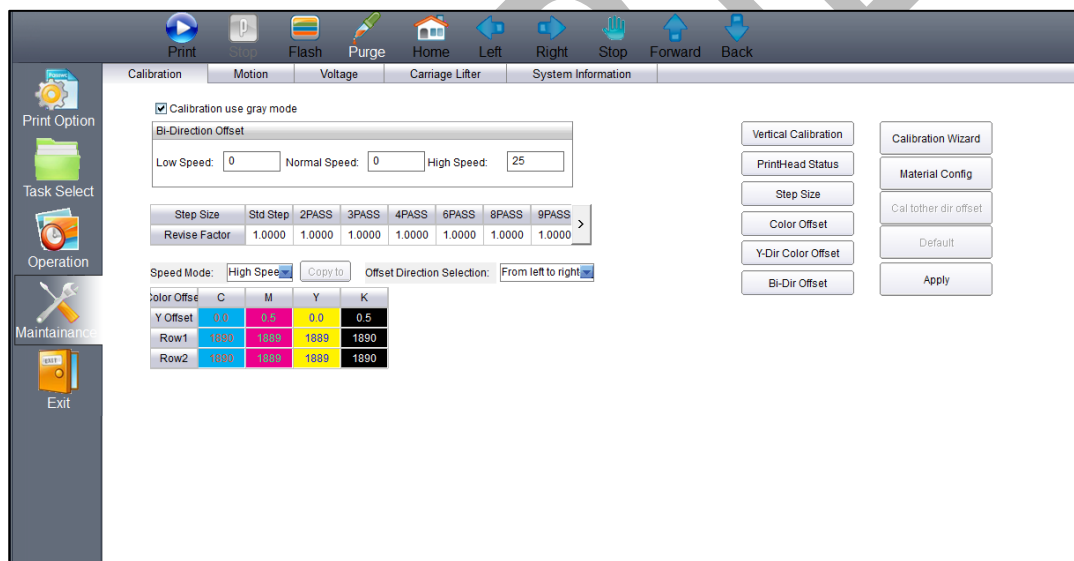 Print Stop Flash Purge Home Left Right Stop Forward Back
Calibration Motion Voltage Carriage Lifter System Information
Print Option
Task Select
Operation
Maintainance
EXIT
Exit
Calibration use gray mode
Bi-Direction Offset
Low Speed: 0 Normal Speed: 0 High Speed: 25
Step Size Std Step 2PASS 3PASS 4PASS 6PASS 8PASS 9PASS >
Revise Factor 1.0000 1.0000 1.0000 1.0000 1.0000 1.0000 1.0000
Speed Mode: High Spee Copy to Offset Direction Selection: From left to right
Color Offse C M Y K
Y Offset 0.0 0.5 0.0 0.5
Row1 1890 1889 1889 1890
Row2 1890 1889 1889 1890
Vertical Calibration
PrintHead Status
Step Size
Color Offset
Y-Dir Color Offset
Bi-Dir Offset
Calibration Wizard
Material Config
Cal tother dir offset
Default
Apply